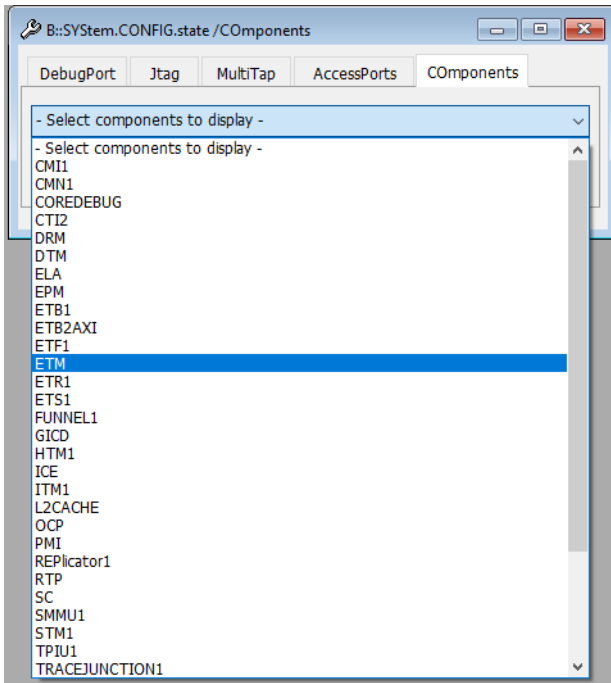 B::SYStem.CONFIG.state /COmponents
DebugPort Jtag MultiTap AccessPorts COmponents
- Select components to display -
- Select components to display -
CMI1
CMN1
COREDEBUG
CTI2
DRM
DTM
ELA
EPM
ETB1
ETB2AXI
ETF1
ETM
ETR1
ETS1
FUNNEL1
GICD
HTM1
ICE
ITM1
L2CACHE
OCP
PMI
REPlicator1
RTP
SC
SMMU1
STM1
TPIU1
TRACEJUNCTION1